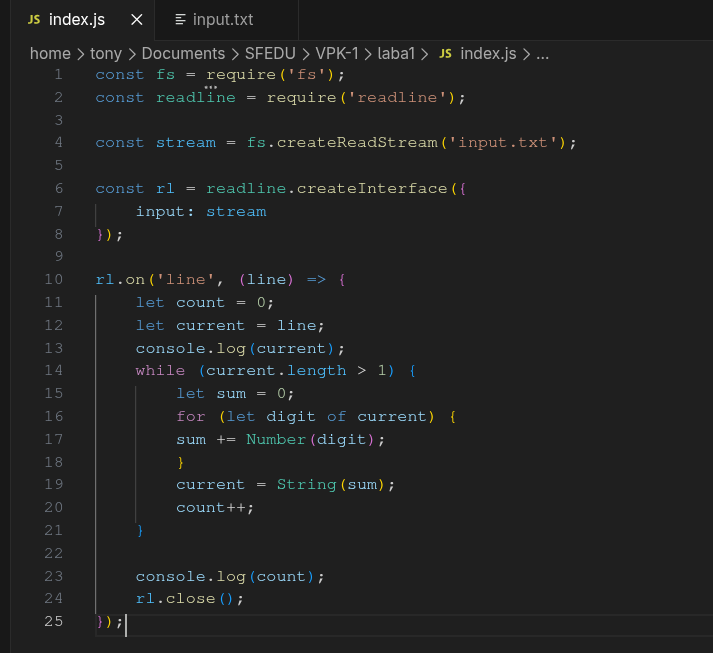 JS index.js × input.txt
home > tony > Documents > SFEDU > VPK-1 > laba1 > JS index.js > ...
1 const fs = require('fs');
2 const readline = require('readline');
3
4 const stream = fs.createReadStream('input.txt');
5
6 const rl = readline.createInterface({
7     input: stream
8 });
9
10 rl.on('line', (line) => {
11     let count = 0;
12     let current = line;
13     console.log(current);
14     while (current.length > 1) {
15         let sum = 0;
16         for (let digit of current) {
17         sum += Number(digit);
18         }
19         current = String(sum);
20         count++;
21     }
22
23     console.log(count);
24     rl.close();
25 });